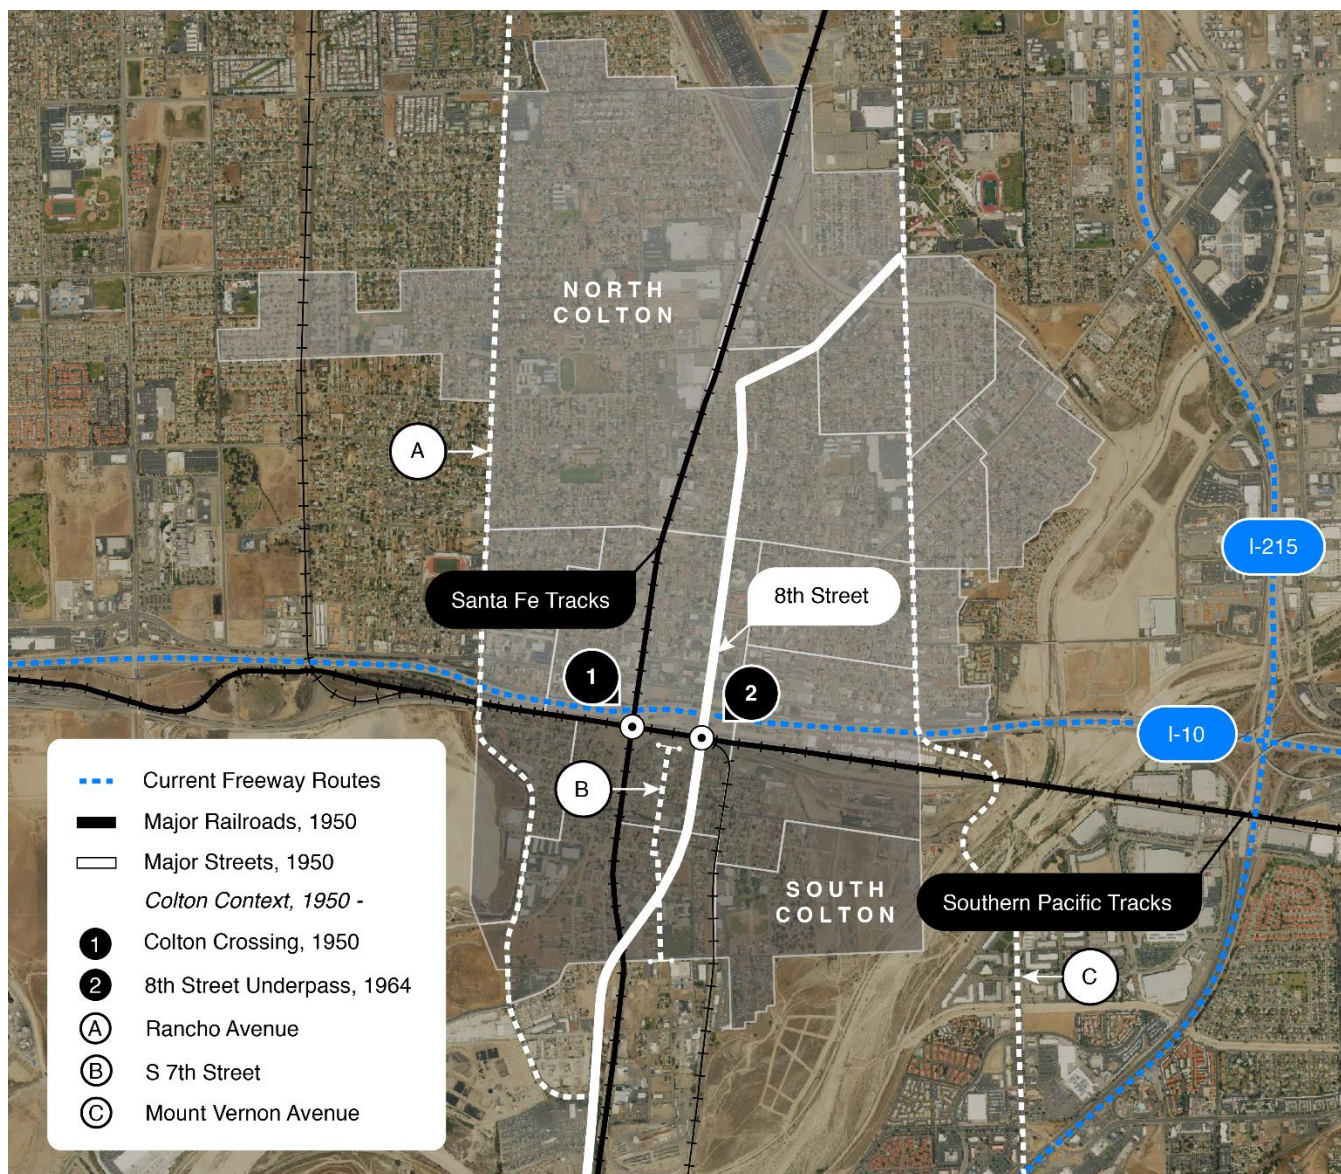 NORTH
COLTON
A
I-215
Santa Fe Tracks
8th Street
1
2
I-10
B
SOUTH
COLTON
Southern Pacific Tracks
C
Current Freeway Routes
Major Railroads, 1950
Major Streets, 1950
Colton Context, 1950 -
1 Colton Crossing, 1950
2 8th Street Underpass, 1964
A Rancho Avenue
B S 7th Street
C Mount Vernon Avenue